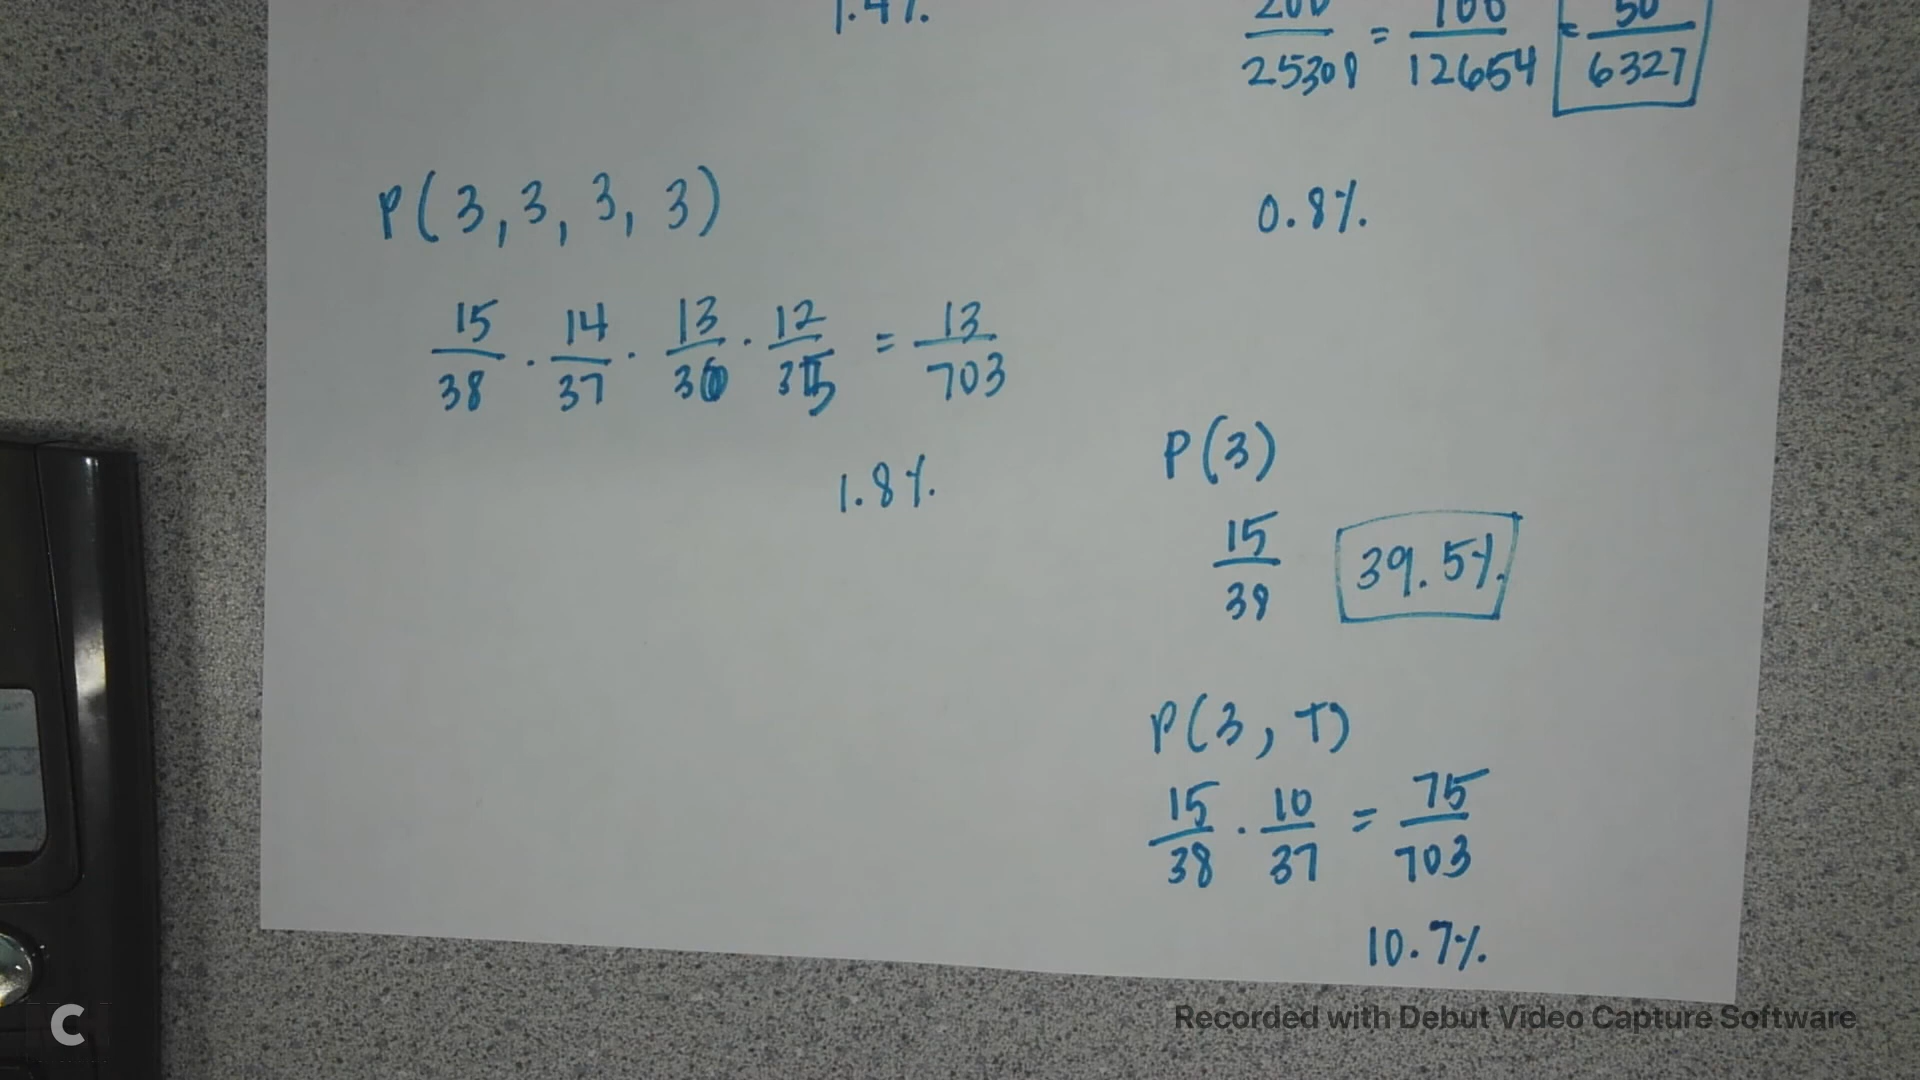 1.4%.
200/25308 = 100/12654 = 50/6327
0.8%.
P(3, 3, 3, 3)
15/38 · 14/37 · 13/36 · 12/35 = 13/703
1.8%.
P(3)
15/38 39.5%.
P(3, T)
15/38 · 10/37 = 75/703
10.7%.
C
Recorded with Debut Video Capture Software